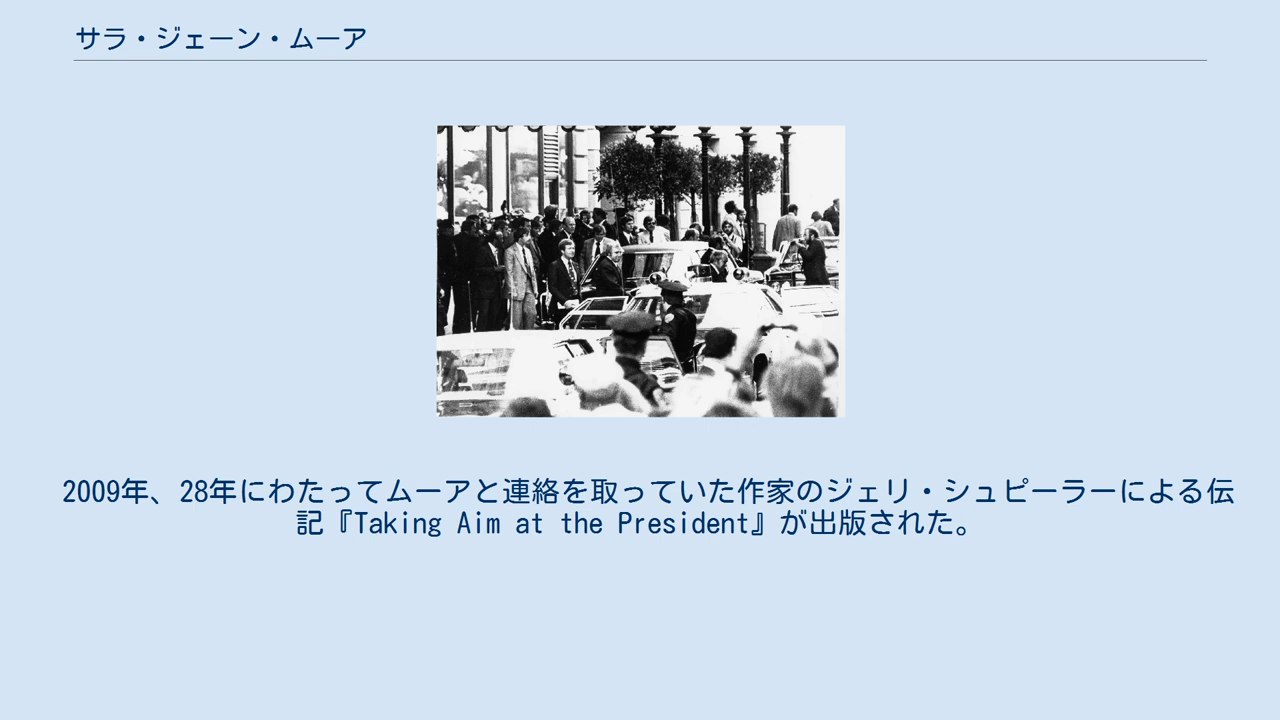 サラ・ジェーン・ムーア
2009年、28年にわたってムーアと連絡を取っていた作家のジェリ・シュピーラーによる伝
記『Taking Aim at the President』が出版された。